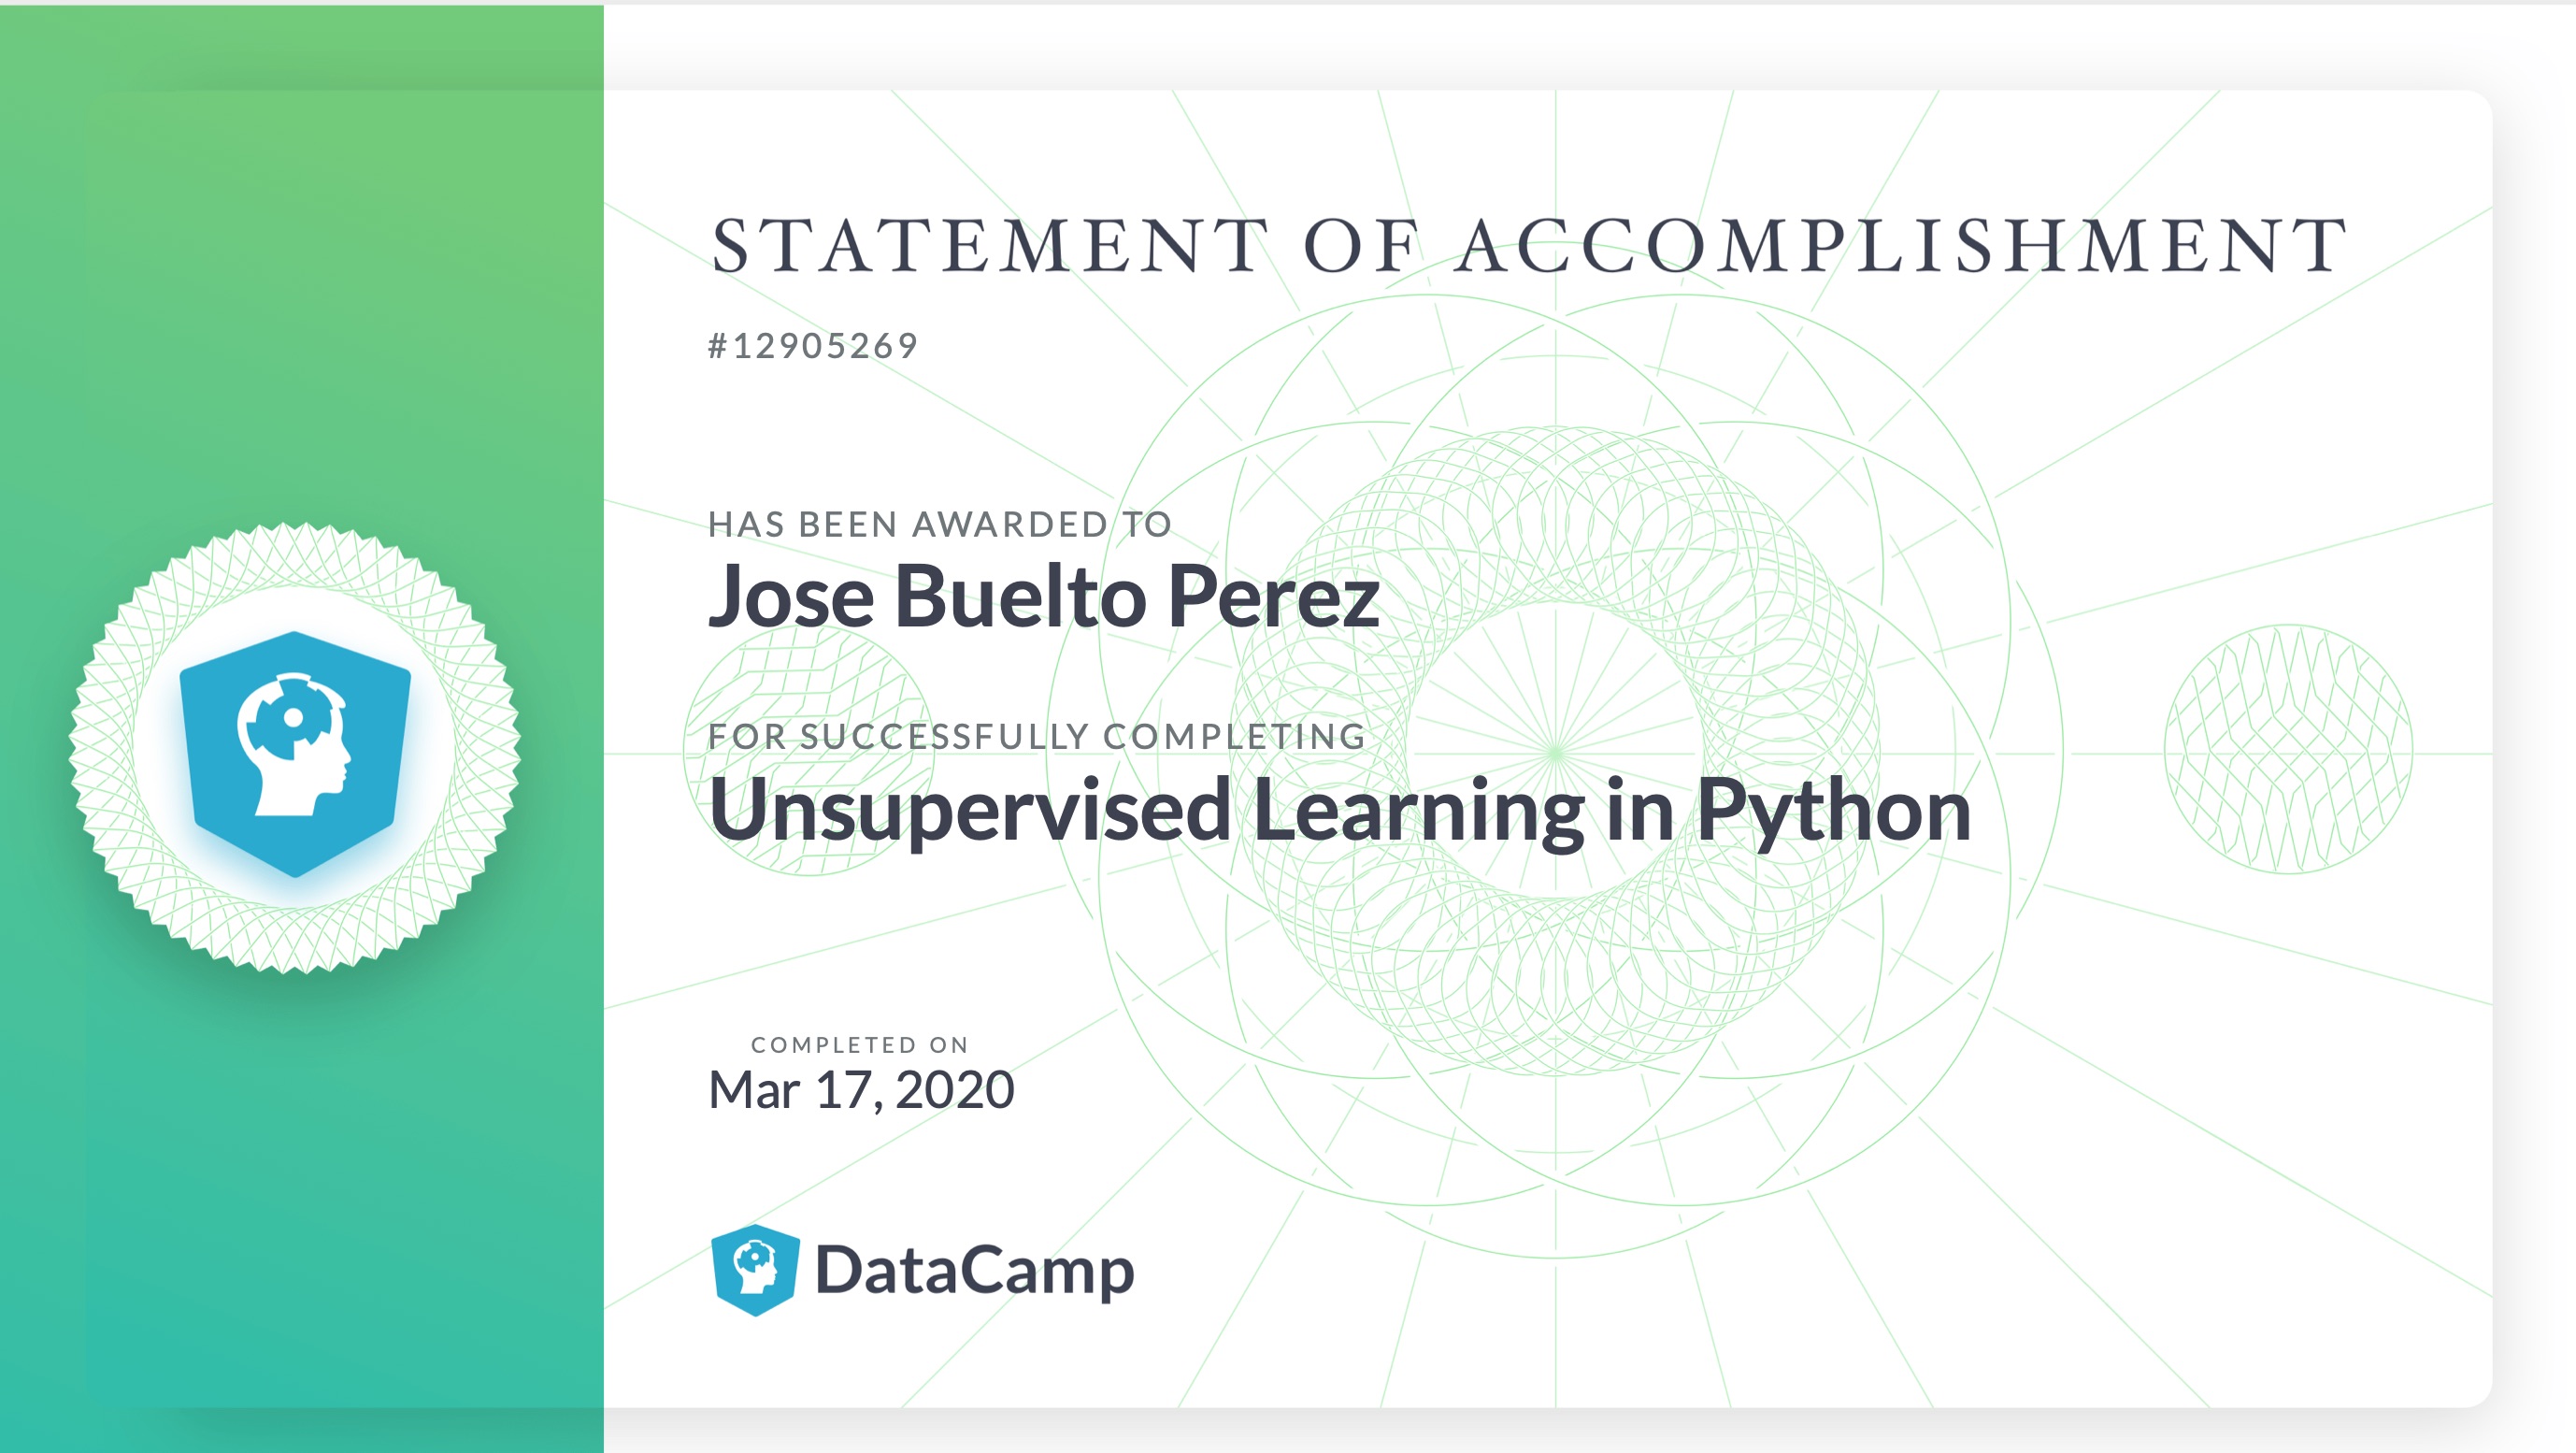 STATEMENT OF ACCOMPLISHMENT
#12905269
HAS BEEN AWARDED TO
Jose Buelto Perez
FOR SUCCESSFULLY COMPLETING
Unsupervised Learning in Python
COMPLETED ON
Mar 17, 2020
DataCamp